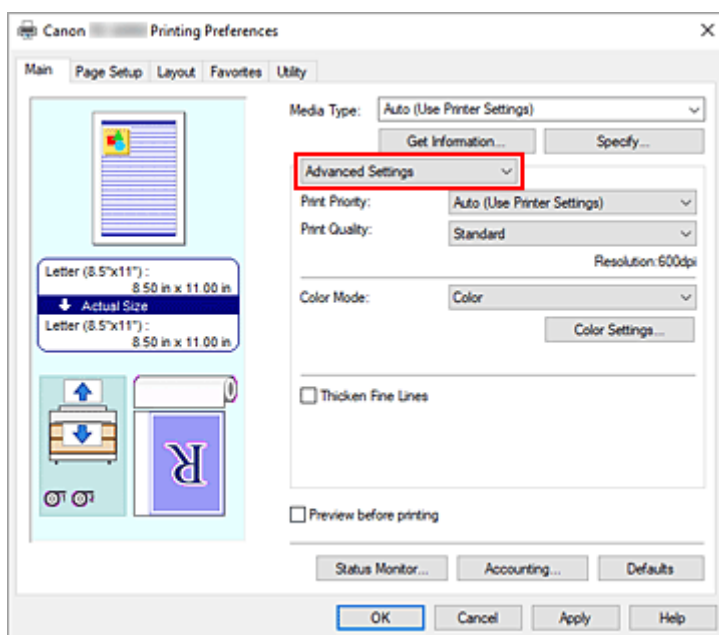 Canon Printing Preferences
Main Page Setup Layout Favorites Utility
Media Type: Auto (Use Printer Settings)
Get Information... Specify...
Advanced Settings
Print Priority: Auto (Use Printer Settings)
Print Quality: Standard
Resolution:600dpi
Letter (8.5"x11") :
8.50 in x 11.00 in
Actual Size
Letter (8.5"x11") :
8.50 in x 11.00 in
Color Mode: Color
Color Settings...
Thicken Fine Lines
R
Preview before printing
Status Monitor... Accounting... Defaults
OK Cancel Apply Help